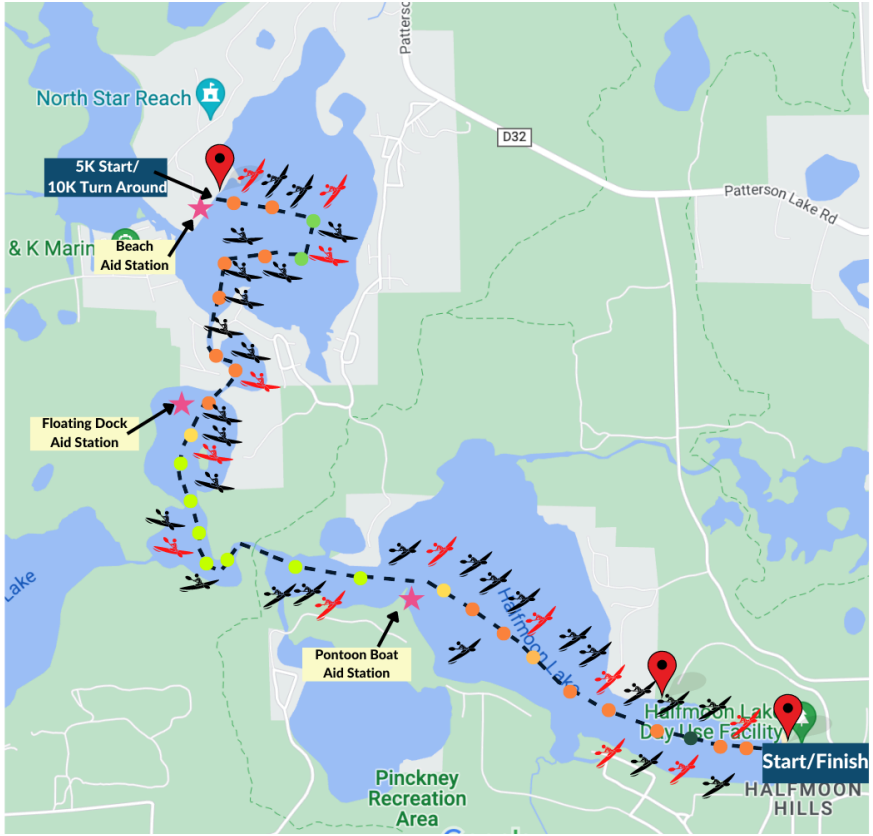 Patterson
North Star Reach
D32
5K Start/
10K Turn Around
Patterson Lake Rd
& K Marin
Beach
Aid Station
Floating Dock
Aid Station
Lake
Halfmoon Lake
Pontoon Boat
Aid Station
Halfmoon Lake
Day Use Facility
Start/Finish
HALFMOON
HILLS
Pinckney
Recreation
Area